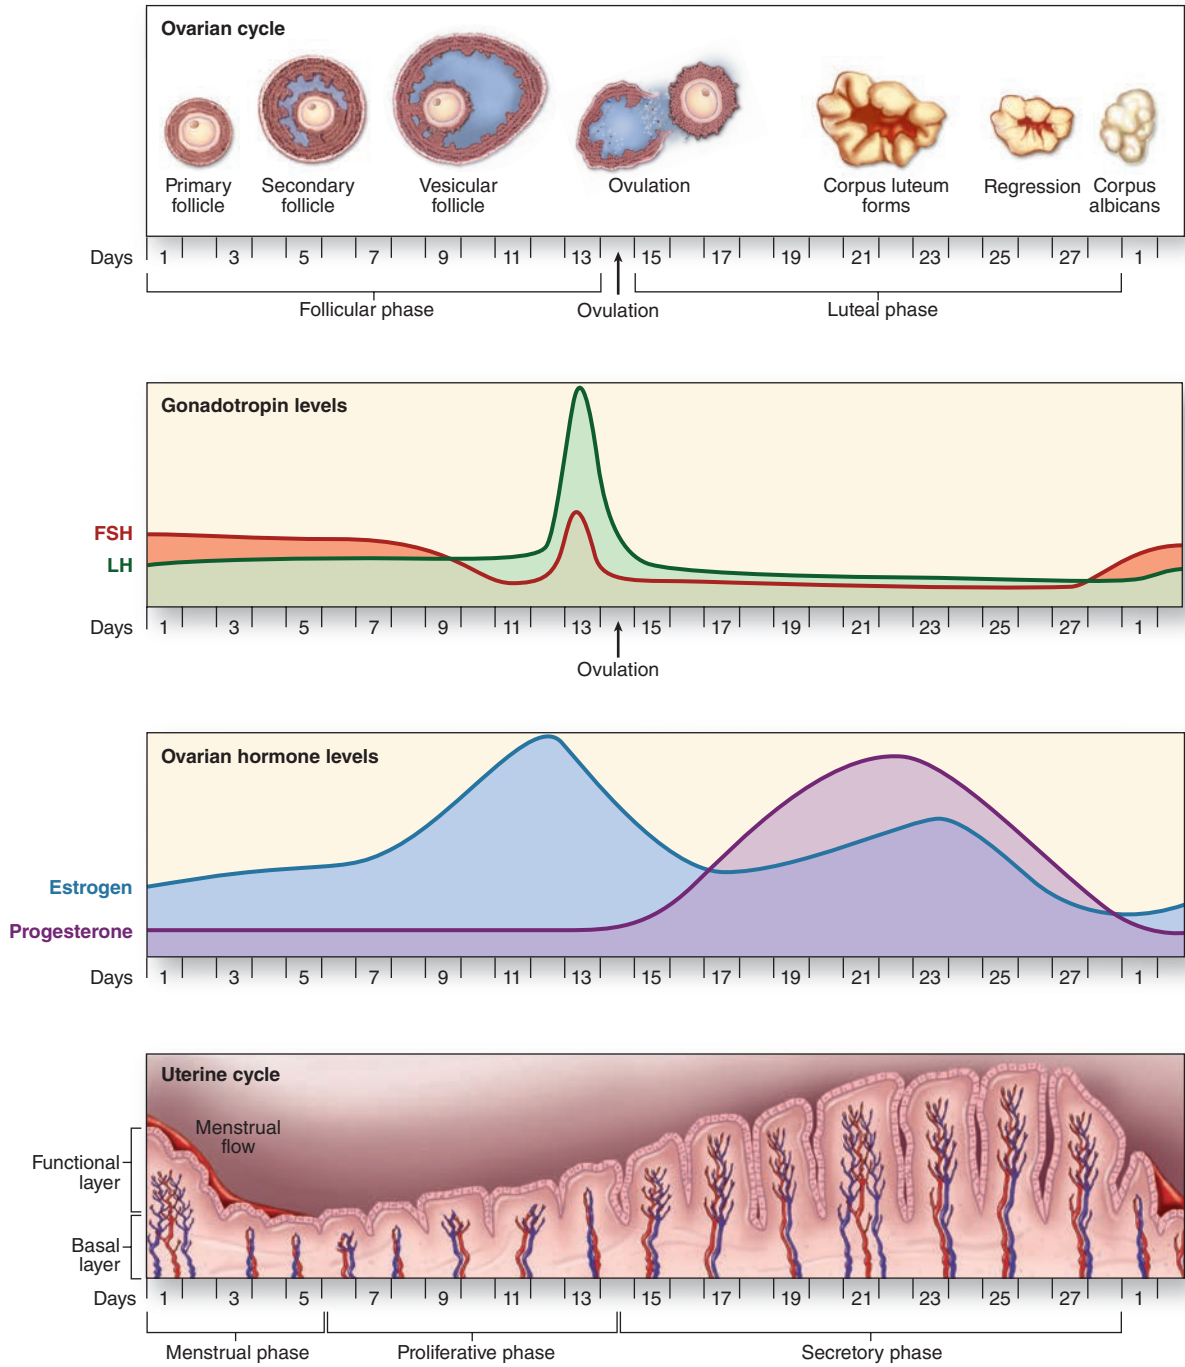 Ovarian cycle
Primary
follicle
Secondary
follicle
Vesicular
follicle
Ovulation
Corpus luteum
forms
Regression
Corpus
albicans
Days 1 3 5 7 9 11 13 15 17 19 21 23 25 27 1
Follicular phase
Ovulation
Luteal phase
Gonadotropin levels
FSH
LH
Days 1 3 5 7 9 11 13 15 17 19 21 23 25 27 1
Ovulation
Ovarian hormone levels
Estrogen
Progesterone
Days 1 3 5 7 9 11 13 15 17 19 21 23 25 27 1
Uterine cycle
Menstrual
flow
Functional
layer
Basal
layer
Days 1 3 5 7 9 11 13 15 17 19 21 23 25 27 1
Menstrual phase
Proliferative phase
Secretory phase